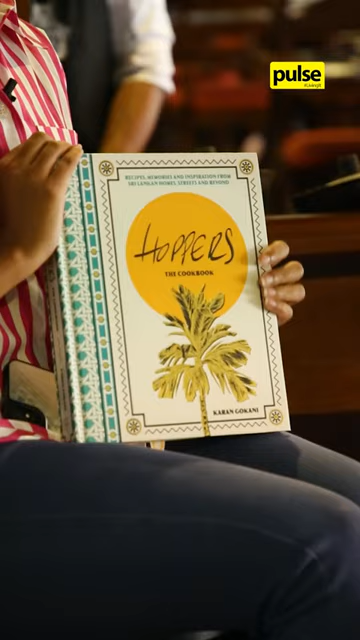 pulse
RECIPES, MEMORIES AND INSPIRATION FROM
SRI LANKAN HOMES, STREETS AND BEYOND
HOPPERS
THE COOKBOOK
KARAN GOKANI